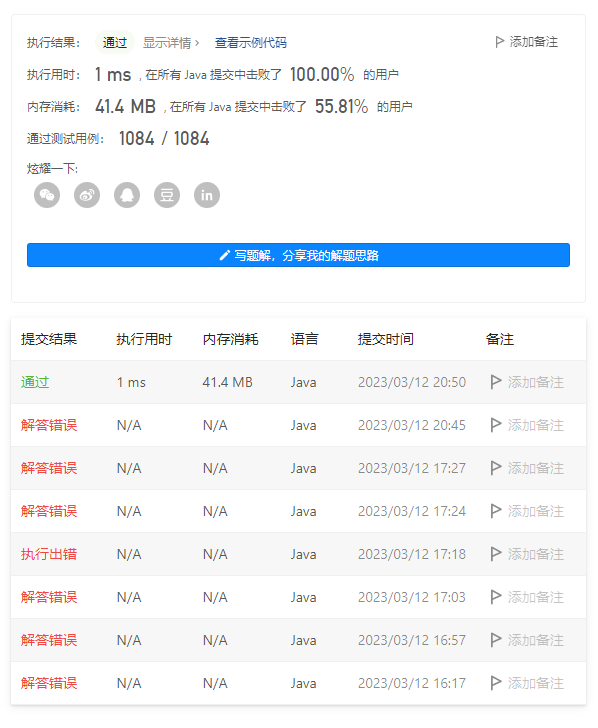 执行结果： 通过 显示详情 › 查看示例代码 添加备注
执行用时： 1 ms , 在所有 Java 提交中击败了 100.00% 的用户
内存消耗： 41.4 MB , 在所有 Java 提交中击败了 55.81% 的用户
通过测试用例： 1084 / 1084
炫耀一下:
豆 in
写题解，分享我的解题思路
提交结果 执行用时 内存消耗 语言 提交时间 备注
通过 1 ms 41.4 MB Java 2023/03/12 20:50 添加备注
解答错误 N/A N/A Java 2023/03/12 20:45 添加备注
解答错误 N/A N/A Java 2023/03/12 17:27 添加备注
解答错误 N/A N/A Java 2023/03/12 17:24 添加备注
执行出错 N/A N/A Java 2023/03/12 17:18 添加备注
解答错误 N/A N/A Java 2023/03/12 17:03 添加备注
解答错误 N/A N/A Java 2023/03/12 16:57 添加备注
解答错误 N/A N/A Java 2023/03/12 16:17 添加备注